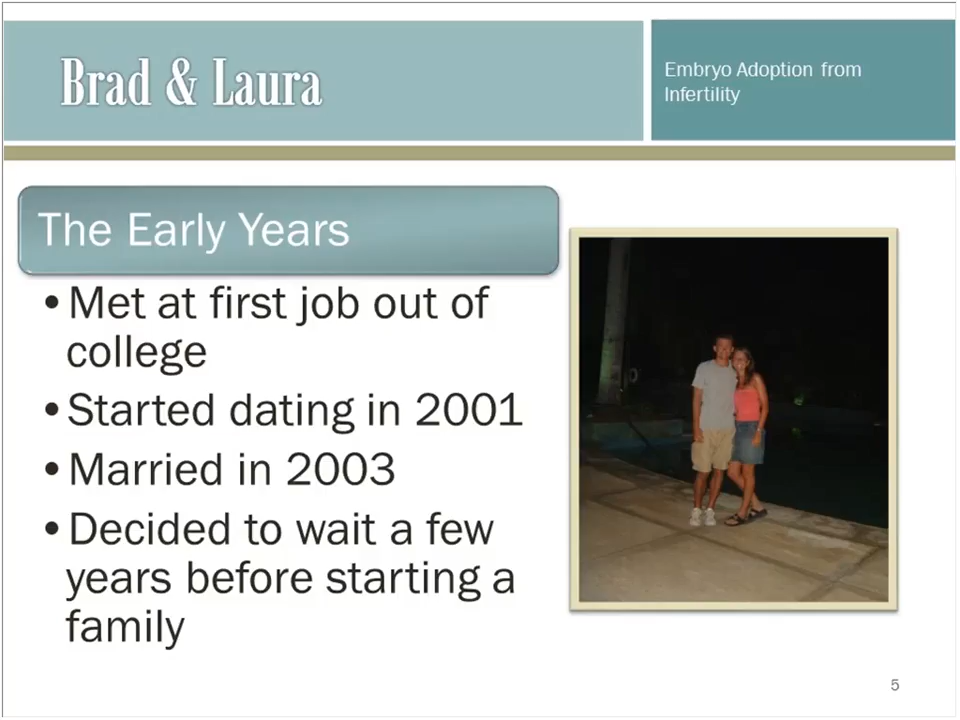 Brad & Laura
Embryo Adoption from
Infertility
The Early Years
•Met at first job out of
college
•Started dating in 2001
•Married in 2003
•Decided to wait a few
years before starting a
family
5